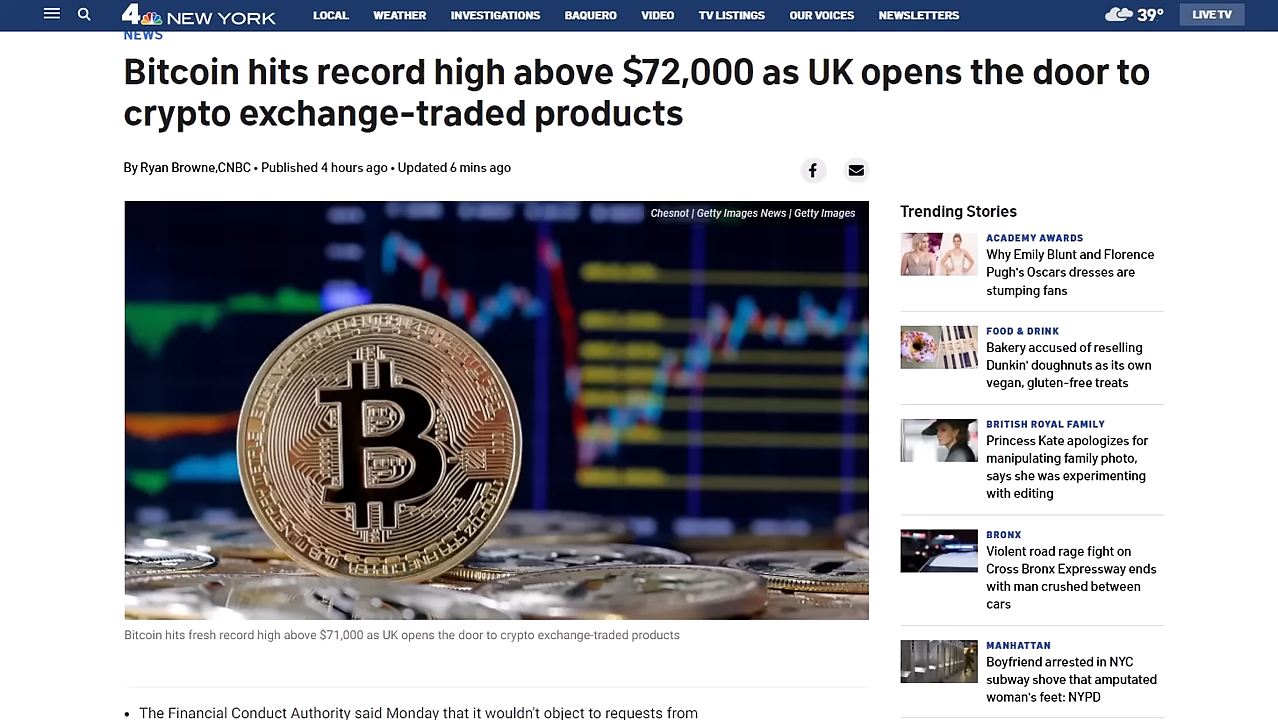 4 NEW YORK
LOCAL WEATHER INVESTIGATIONS BAQUERO VIDEO TV LISTINGS OUR VOICES NEWSLETTERS
39° LIVE TV
NEWS
Bitcoin hits record high above $72,000 as UK opens the door to
crypto exchange-traded products
By Ryan Browne,CNBC • Published 4 hours ago • Updated 6 mins ago
Chesnot | Getty Images News | Getty Images
Bitcoin hits fresh record high above $71,000 as UK opens the door to crypto exchange-traded products
• The Financial Conduct Authority said Monday that it wouldn't object to requests from
Trending Stories
ACADEMY AWARDS
Why Emily Blunt and Florence
Pugh's Oscars dresses are
stumping fans
FOOD & DRINK
Bakery accused of reselling
Dunkin' doughnuts as its own
vegan, gluten-free treats
BRITISH ROYAL FAMILY
Princess Kate apologizes for
manipulating family photo,
says she was experimenting
with editing
BRONX
Violent road rage fight on
Cross Bronx Expressway ends
with man crushed between
cars
MANHATTAN
Boyfriend arrested in NYC
subway shove that amputated
woman's feet: NYPD